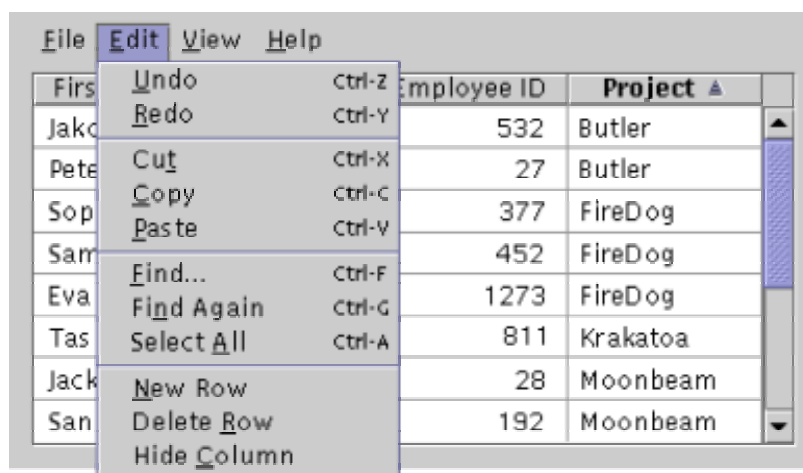 File Edit View Help
Undo Ctrl-Z
Redo Ctrl-Y
Cut Ctrl-X
Copy Ctrl-C
Paste Ctrl-V
Find... Ctrl-F
Find Again Ctrl-G
Select All Ctrl-A
New Row
Delete Row
Hide Column
Employee ID Project
532 Butler
27 Butler
377 FireDog
452 FireDog
1273 FireDog
811 Krakatoa
28 Moonbeam
192 Moonbeam
Eva
Tas